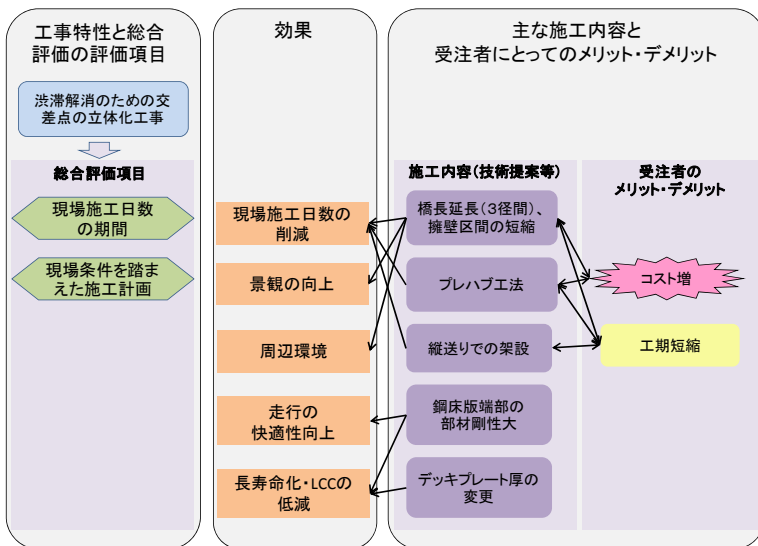 工事特性と総合
評価の評価項目
渋滞解消のための交
差点の立体化工事
総合評価項目
現場施工日数
の期間
現場条件を踏ま
えた施工計画
効果
現場施工日数の
削減
景観の向上
周辺環境
走行の
快適性向上
長寿命化・LCCの
低減
主な施工内容と
受注者にとってのメリット・デメリット
施工内容(技術提案等)
橋長延長(3径間)、
擁壁区間の短縮
プレハブ工法
縦送りでの架設
鋼床版端部の
部材剛性大
デッキプレート厚の
変更
受注者の
メリット・デメリット
コスト増
工期短縮